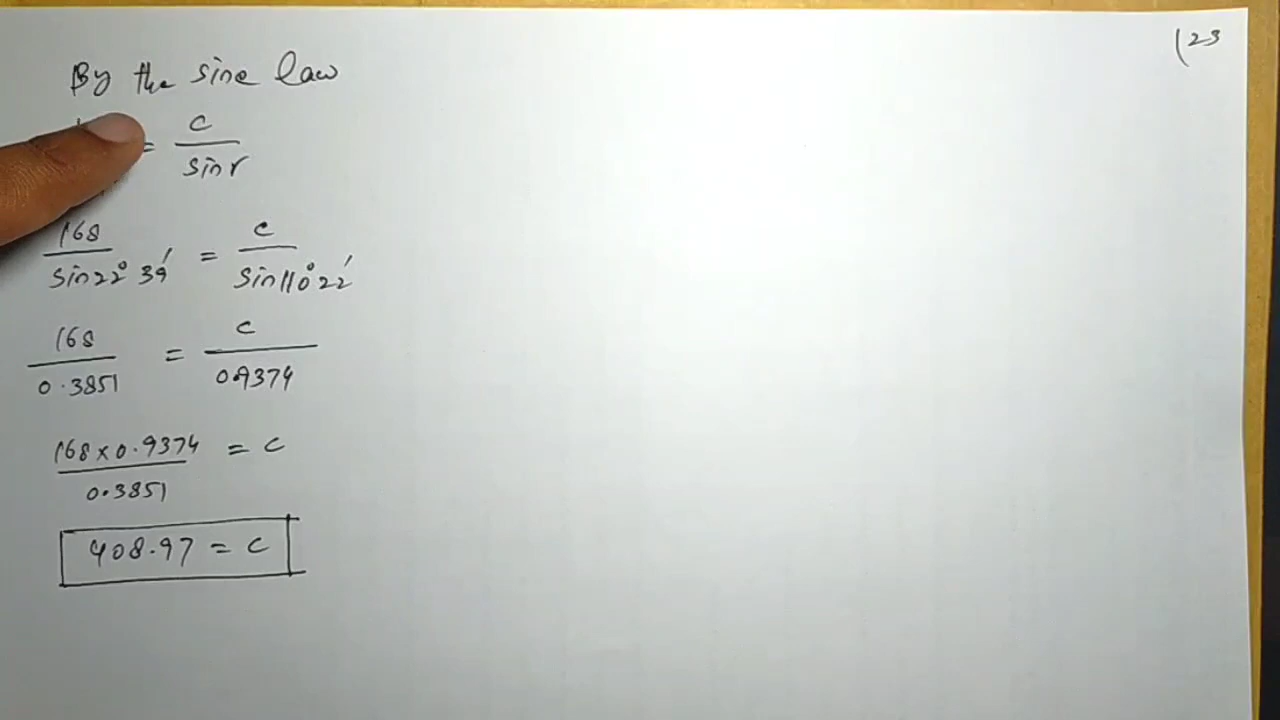 (23
By the sine law
= c / sin r
168 / sin 22° 39' = c / sin 110° 22'
168 / 0.3851 = c / 0.9374
168 × 0.9374 / 0.3851 = c
408.97 = c